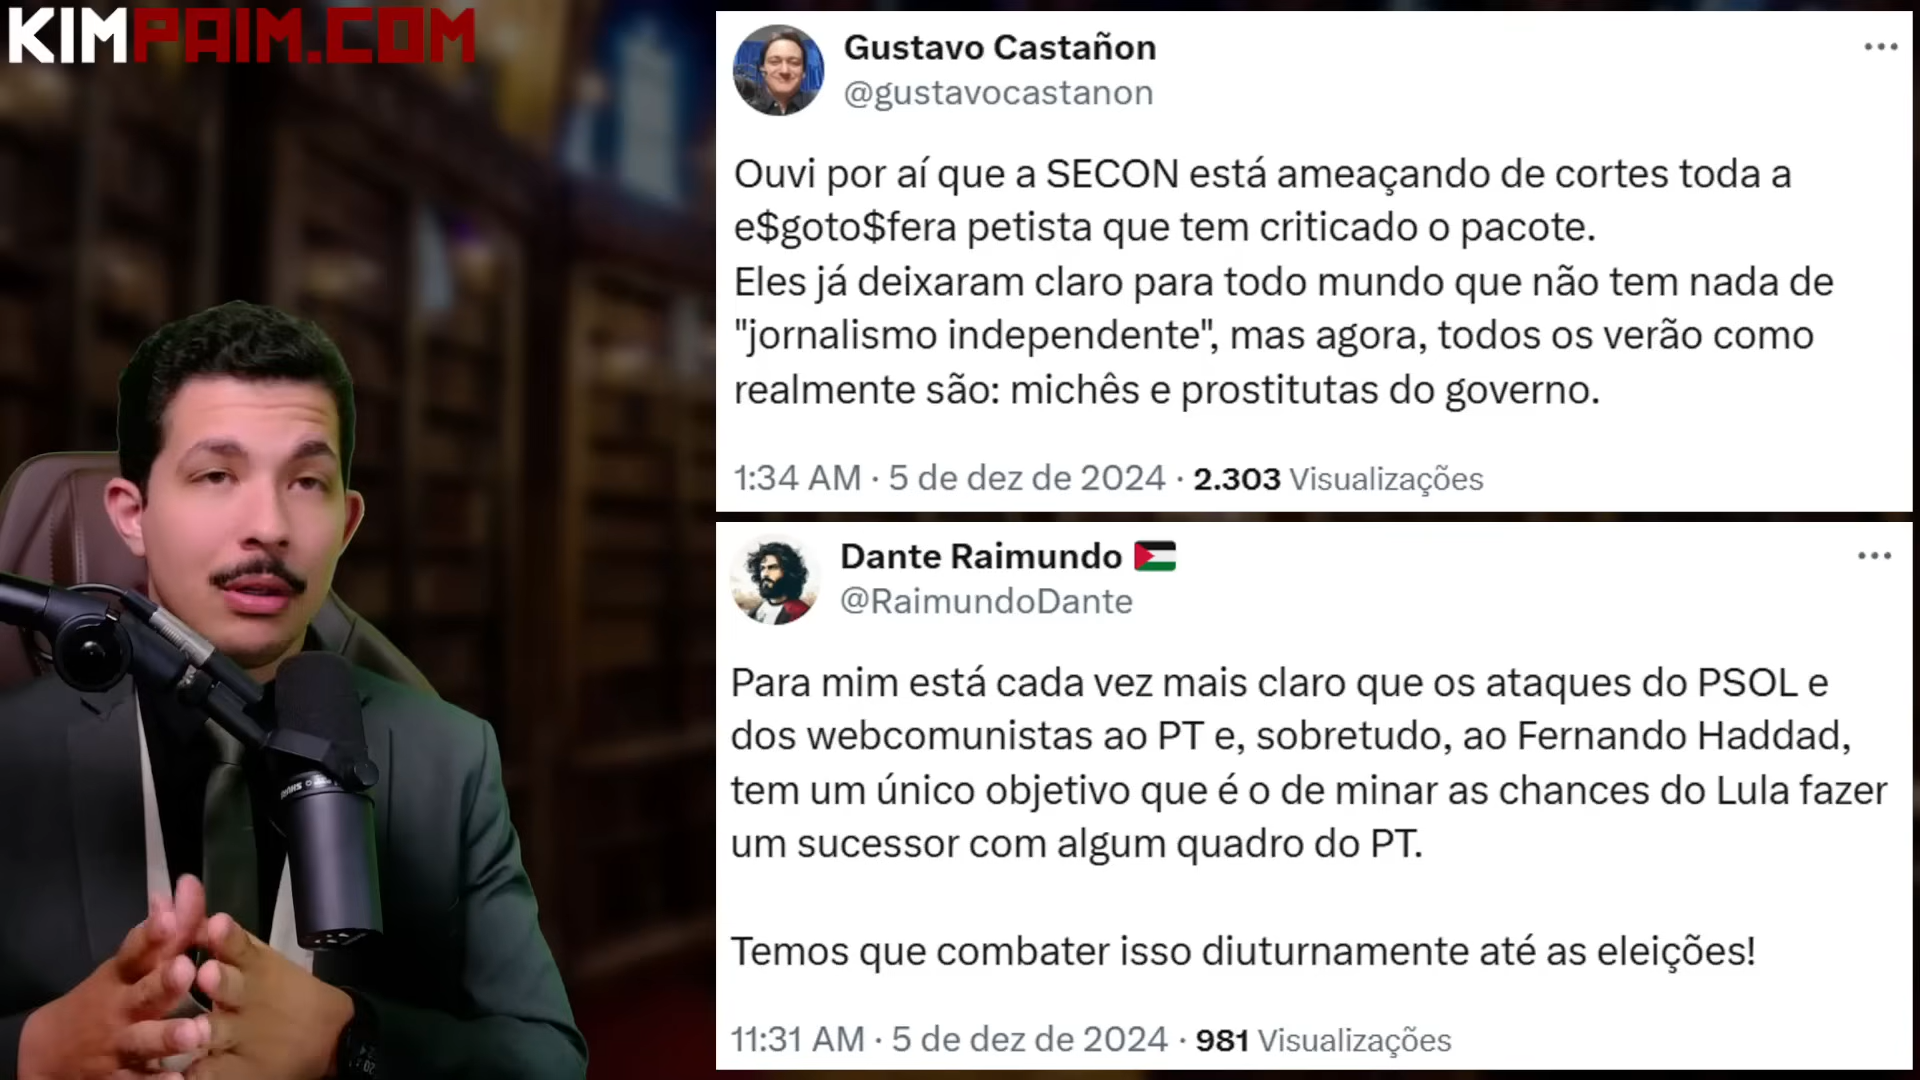 KIMPAIM.COM
Gustavo Castañon
@gustavocastanon
Ouvi por aí que a SECON está ameaçando de cortes toda a
e$goto$fera petista que tem criticado o pacote.
Eles já deixaram claro para todo mundo que não tem nada de
"jornalismo independente", mas agora, todos os verão como
realmente são: michês e prostitutas do governo.
1:34 AM · 5 de dez de 2024 · 2.303 Visualizações
Dante Raimundo 🇵🇸
@RaimundoDante
Para mim está cada vez mais claro que os ataques do PSOL e
dos webcomunistas ao PT e, sobretudo, ao Fernando Haddad,
tem um único objetivo que é o de minar as chances do Lula fazer
um sucessor com algum quadro do PT.
Temos que combater isso diuturnamente até as eleições!
11:31 AM · 5 de dez de 2024 · 981 Visualizações